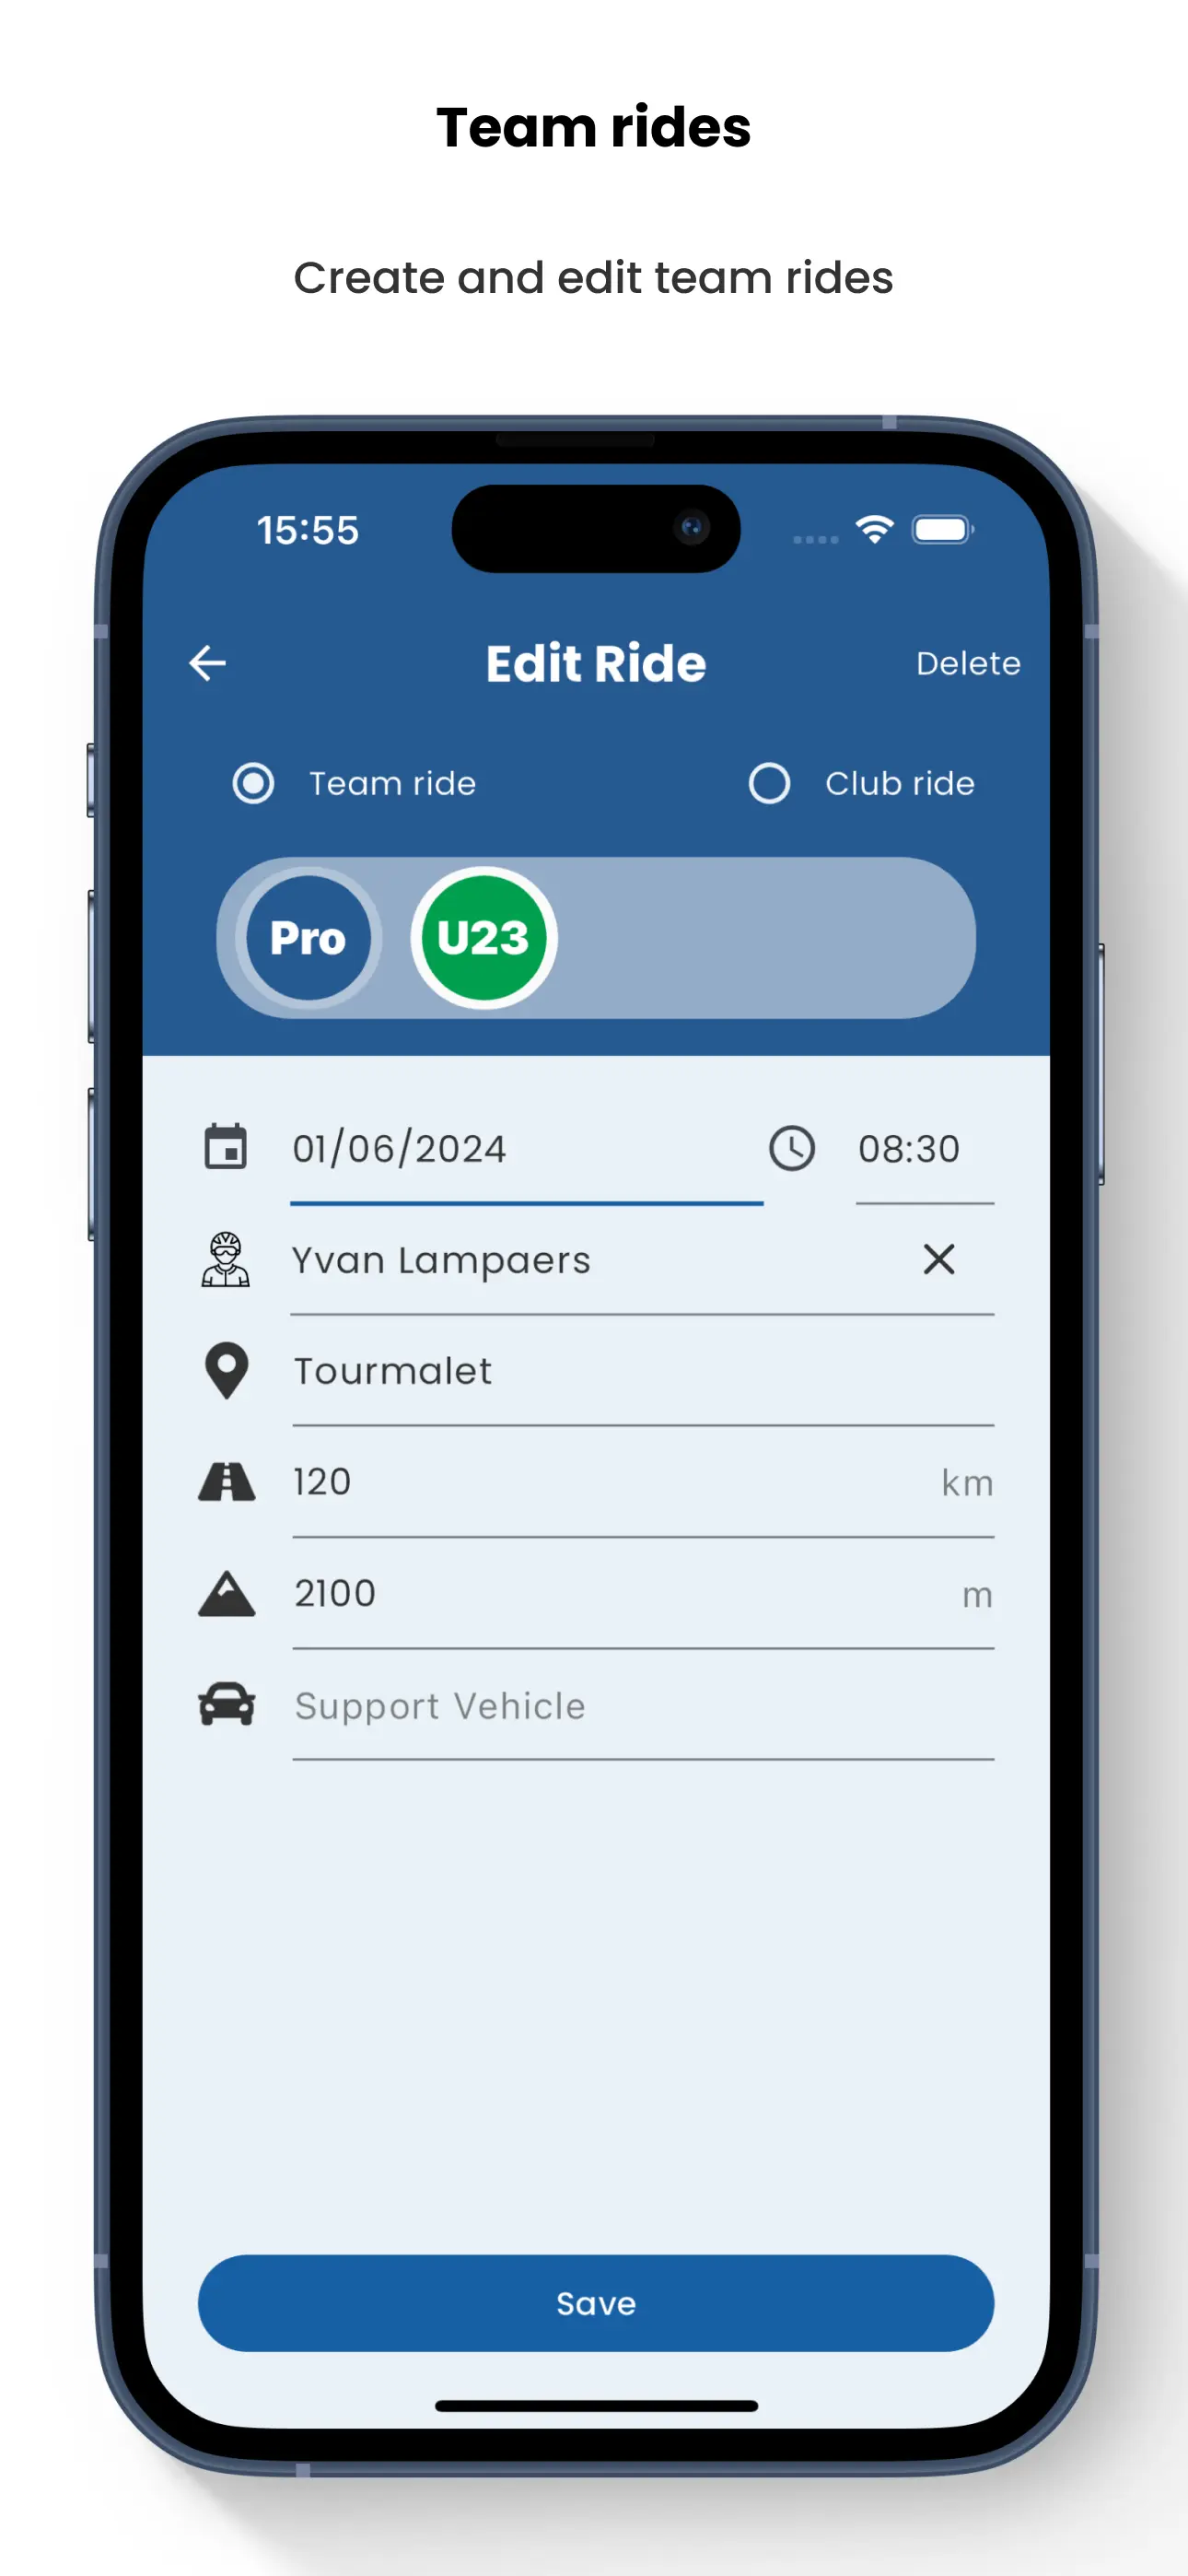 Team rides
Create and edit team rides
15:55
Edit Ride
Delete
Team ride
Club ride
Pro
U23
01/06/2024
08:30
Yvan Lampaers
Tourmalet
120
km
2100
m
Support Vehicle
Save